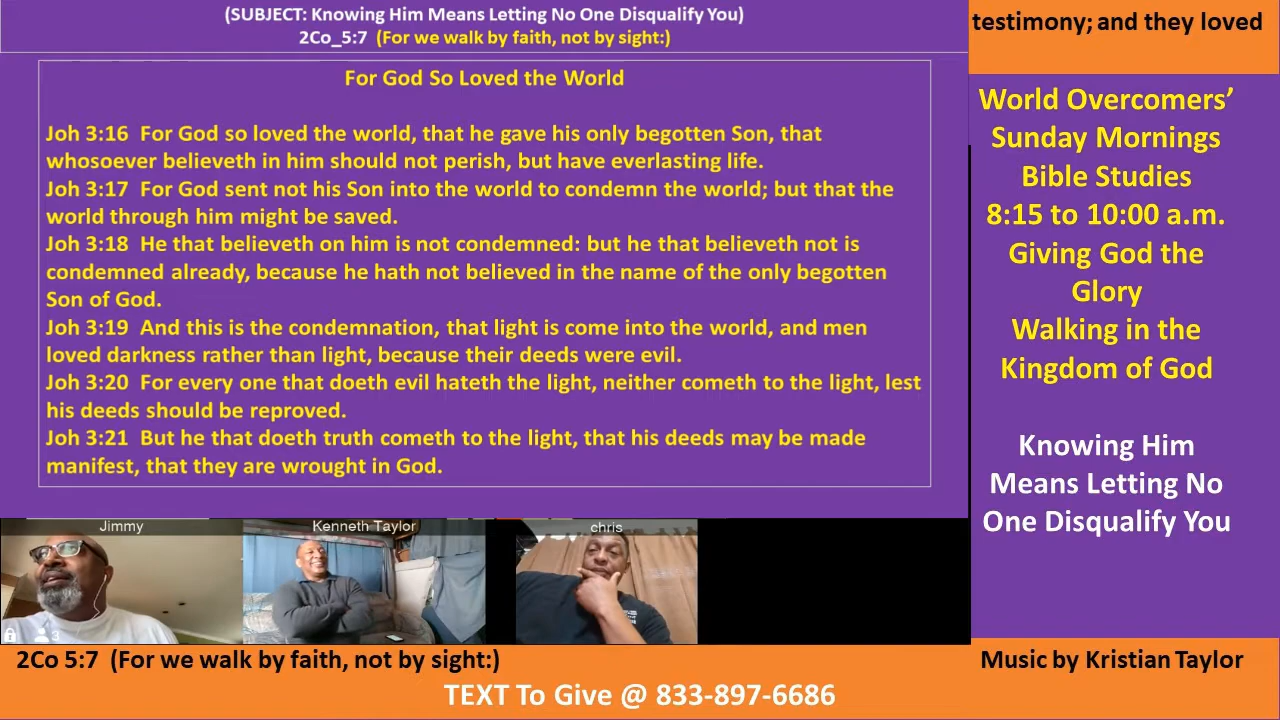 (SUBJECT: Knowing Him Means Letting No One Disqualify You)
2Co_5:7 (For we walk by faith, not by sight:)
For God So Loved the World
Joh 3:16 For God so loved the world, that he gave his only begotten Son, that
whosoever believeth in him should not perish, but have everlasting life.
Joh 3:17 For God sent not his Son into the world to condemn the world; but that the
world through him might be saved.
Joh 3:18 He that believeth on him is not condemned: but he that believeth not is
condemned already, because he hath not believed in the name of the only begotten
Son of God.
Joh 3:19 And this is the condemnation, that light is come into the world, and men
loved darkness rather than light, because their deeds were evil.
Joh 3:20 For every one that doeth evil hateth the light, neither cometh to the light, lest
his deeds should be reproved.
Joh 3:21 But he that doeth truth cometh to the light, that his deeds may be made
manifest, that they are wrought in God.
testimony; and they loved
World Overcomers’
Sunday Mornings
Bible Studies
8:15 to 10:00 a.m.
Giving God the
Glory
Walking in the
Kingdom of God
Knowing Him
Means Letting No
One Disqualify You
Jimmy
Kenneth Taylor
chris
3
2Co 5:7 (For we walk by faith, not by sight:)
Music by Kristian Taylor
TEXT To Give @ 833-897-6686